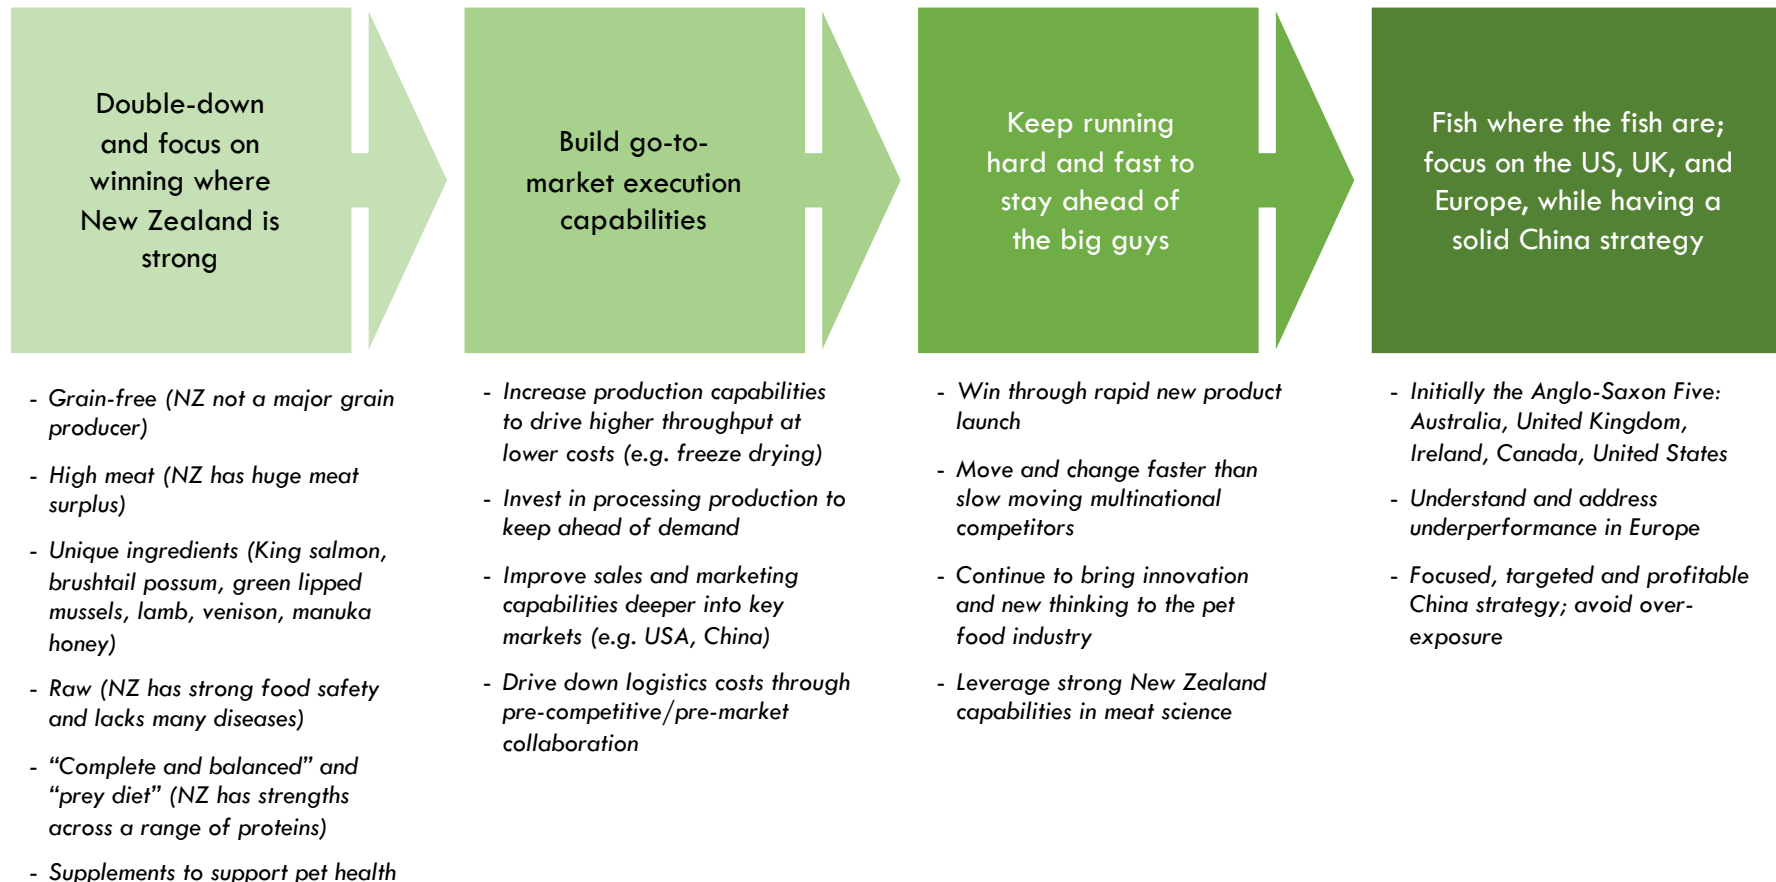 Double-down
and focus on
winning where
New Zealand is
strong
Build go-to-
market execution
capabilities
Keep running
hard and fast to
stay ahead of
the big guys
Fish where the fish are;
focus on the US, UK, and
Europe, while having a
solid China strategy
- Grain-free (NZ not a major grain
producer)
- High meat (NZ has huge meat
surplus)
- Unique ingredients (King salmon,
brushtail possum, green lipped
mussels, lamb, venison, manuka
honey)
- Raw (NZ has strong food safety
and lacks many diseases)
- “Complete and balanced” and
“prey diet” (NZ has strengths
across a range of proteins)
- Supplements to support pet health
- Increase production capabilities
to drive higher throughput at
lower costs (e.g. freeze drying)
- Invest in processing production to
keep ahead of demand
- Improve sales and marketing
capabilities deeper into key
markets (e.g. USA, China)
- Drive down logistics costs through
pre-competitive/pre-market
collaboration
- Win through rapid new product
launch
- Move and change faster than
slow moving multinational
competitors
- Continue to bring innovation
and new thinking to the pet
food industry
- Leverage strong New Zealand
capabilities in meat science
- Initially the Anglo-Saxon Five:
Australia, United Kingdom,
Ireland, Canada, United States
- Understand and address
underperformance in Europe
- Focused, targeted and profitable
China strategy; avoid over-
exposure